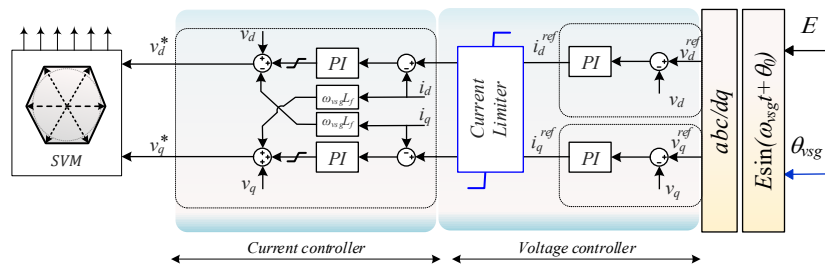 SVM
v_d^*
v_q^*
v_d
PI
i_d
ω_vsg L_f
ω_vsg L_f
i_q
PI
v_q
Current
Limiter
i_d^ref
i_q^ref
PI
v_d^ref
v_d
PI
v_q^ref
v_q
abc/dq
Esin(ω_vsg t+θ_0)
E
θ_vsg
Current controller
Voltage controller